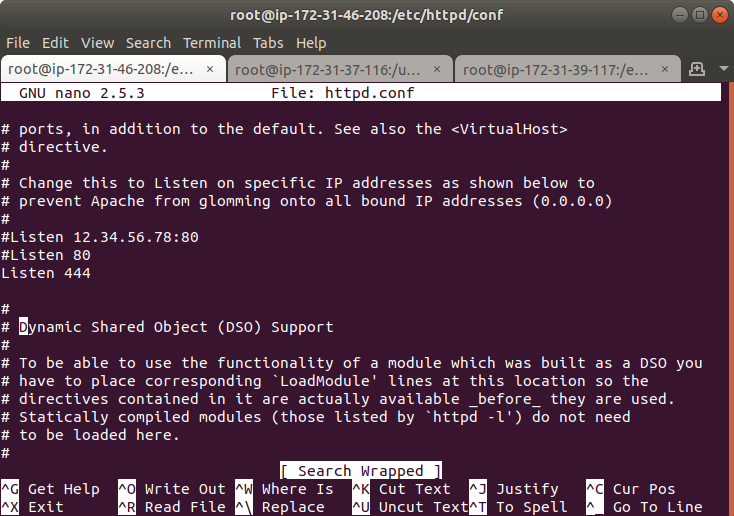 root@ip-172-31-46-208:/etc/httpd/conf
File Edit View Search Terminal Tabs Help
root@ip-172-31-46-208:/e... × root@ip-172-31-37-116:/u... × root@ip-172-31-39-117:/e... ×
GNU nano 2.5.3 File: httpd.conf
# ports, in addition to the default. See also the <VirtualHost>
# directive.
#
# Change this to Listen on specific IP addresses as shown below to
# prevent Apache from glomming onto all bound IP addresses (0.0.0.0)
#
#Listen 12.34.56.78:80
#Listen 80
Listen 444
#
# Dynamic Shared Object (DSO) Support
#
# To be able to use the functionality of a module which was built as a DSO you
# have to place corresponding `LoadModule' lines at this location so the
# directives contained in it are actually available _before_ they are used.
# Statically compiled modules (those listed by `httpd -l') do not need
# to be loaded here.
#
[ Search Wrapped ]
^G Get Help ^O Write Out ^W Where Is ^K Cut Text ^J Justify ^C Cur Pos
^X Exit ^R Read File ^\ Replace ^U Uncut Text ^T To Spell ^_ Go To Line